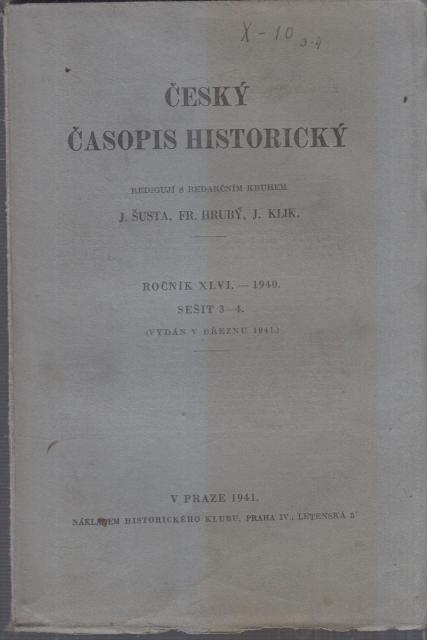 X-10
3-4
ČESKÝ
ČASOPIS HISTORICKÝ
REDIGUJÍ S REDAKČNÍM KRUHEM
J. ŠUSTA, FR. HRUBÝ, J. KLIK.
ROČNÍK XLVI. — 1940.
SEŠIT 3—4.
(VYDÁN V BŘEZNU 1941.)
V PRAZE 1941.
NÁKLADEM HISTORICKÉHO KLUBU, PRAHA IV., LETENSKÁ 5